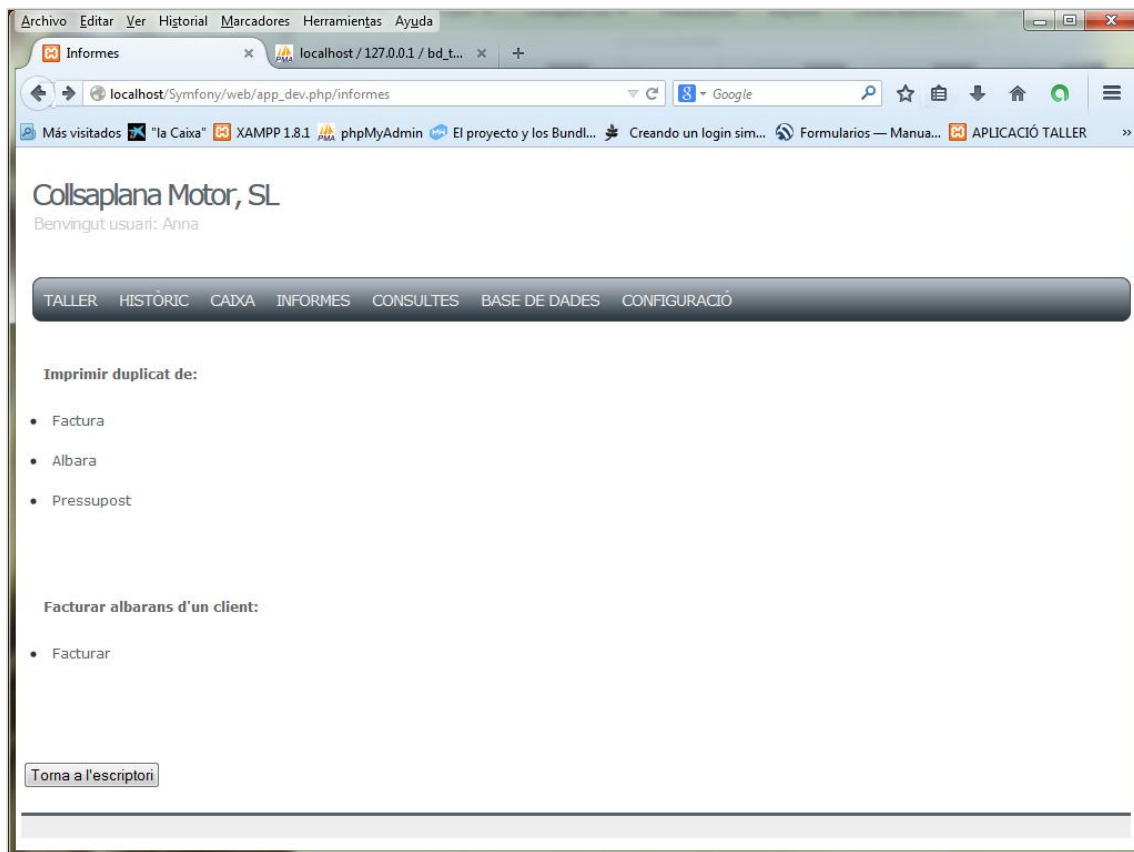 Archivo Editar Ver Historial Marcadores Herramientas Ayuda
Informes
localhost / 127.0.0.1 / bd_t...
localhost/Symfony/web/app_dev.php/informes
Google
Más visitados "la Caixa" XAMPP 1.8.1 phpMyAdmin El proyecto y los Bundl... Creando un login sim... Formularios — Manua... APLICACIÓ TALLER »
Collsaplana Motor, SL
Benvingut usuari: Anna
TALLER HISTÒRIC CAIXA INFORMES CONSULTES BASE DE DADES CONFIGURACIÓ
Imprimir duplicat de:
• Factura
• Albara
• Pressupost
Facturar albarans d'un client:
• Facturar
Torna a l'escriptori